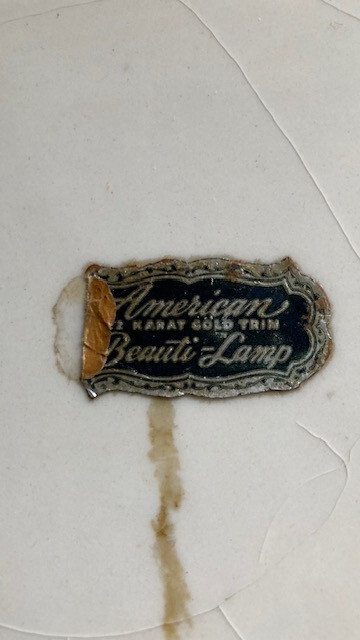 American
22 KARAT GOLD TRIM
Beauti-Lamp